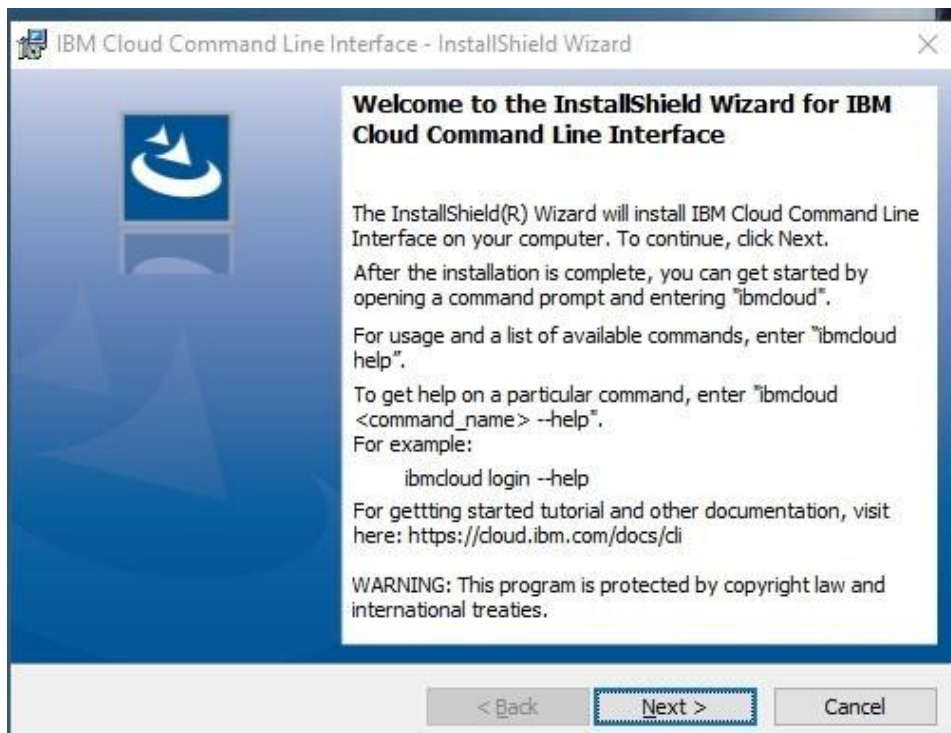 IBM Cloud Command Line Interface - InstallShield Wizard
Welcome to the InstallShield Wizard for IBM
Cloud Command Line Interface
The InstallShield(R) Wizard will install IBM Cloud Command Line
Interface on your computer. To continue, click Next.
After the installation is complete, you can get started by
opening a command prompt and entering "ibmcloud".
For usage and a list of available commands, enter "ibmcloud
help”.
To get help on a particular command, enter "ibmcloud
<command_name> --help".
For example:
ibmcloud login --help
For gettting started tutorial and other documentation, visit
here: https://cloud.ibm.com/docs/cli
WARNING: This program is protected by copyright law and
international treaties.
< Back
Next >
Cancel